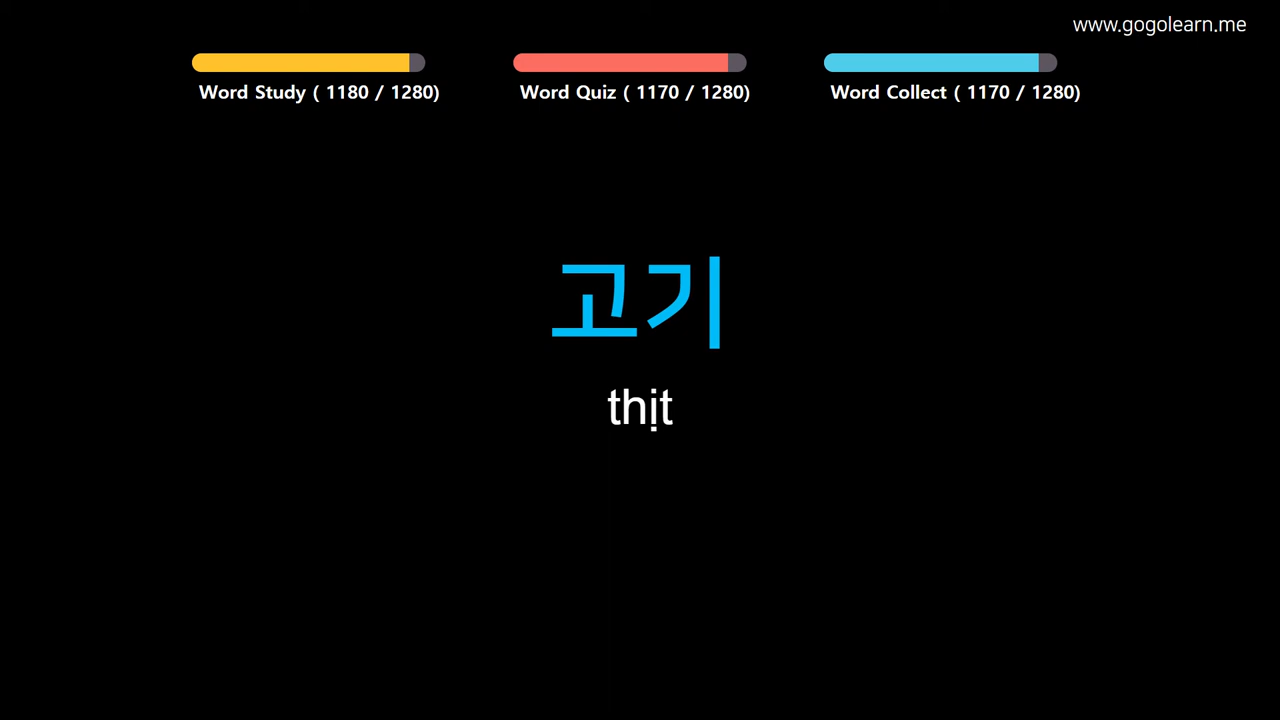 www.gogolearn.me
Word Study ( 1180 / 1280)
Word Quiz ( 1170 / 1280)
Word Collect ( 1170 / 1280)
고기
thịt